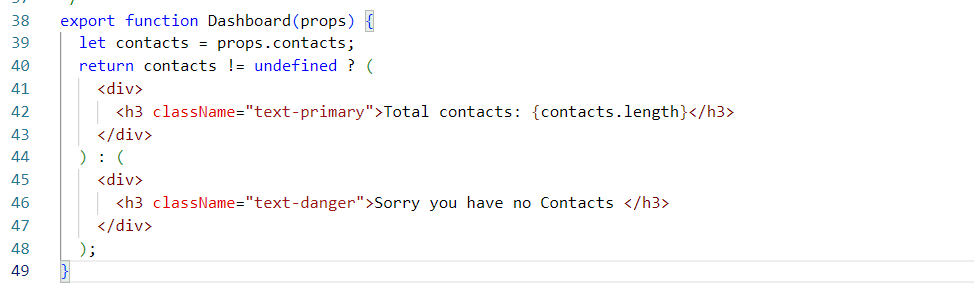 38 export function Dashboard(props) {
39 let contacts = props.contacts;
40 return contacts != undefined ? (
41 <div>
42 <h3 className="text-primary">Total contacts: {contacts.length}</h3>
43 </div>
44 ) : (
45 <div>
46 <h3 className="text-danger">Sorry you have no Contacts </h3>
47 </div>
48 );
49 }